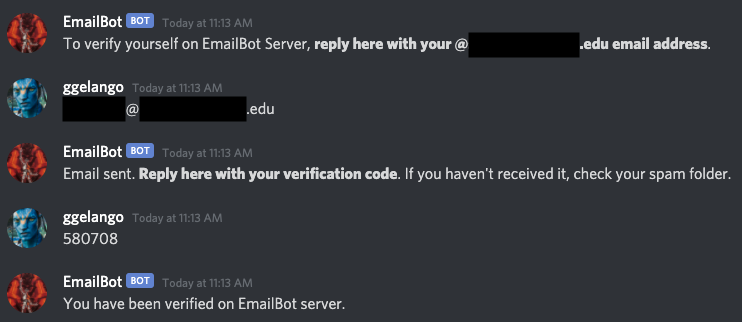 EmailBot BOT Today at 11:13 AM
To verify yourself on EmailBot Server, reply here with your @ .edu email address.
ggelango Today at 11:13 AM
@ .edu
EmailBot BOT Today at 11:13 AM
Email sent. Reply here with your verification code. If you haven't received it, check your spam folder.
ggelango Today at 11:13 AM
580708
EmailBot BOT Today at 11:13 AM
You have been verified on EmailBot server.